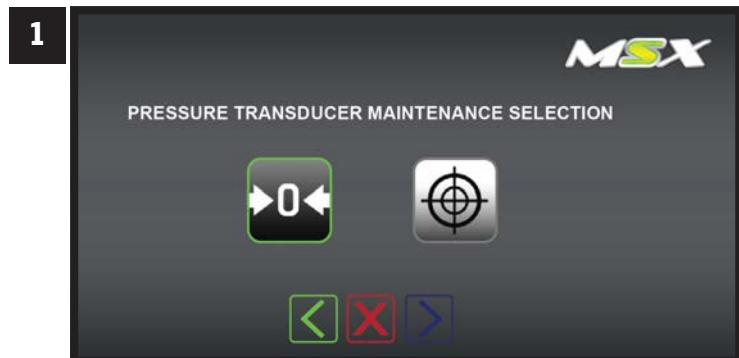 1
MSX
PRESSURE TRANSDUCER MAINTENANCE SELECTION
0